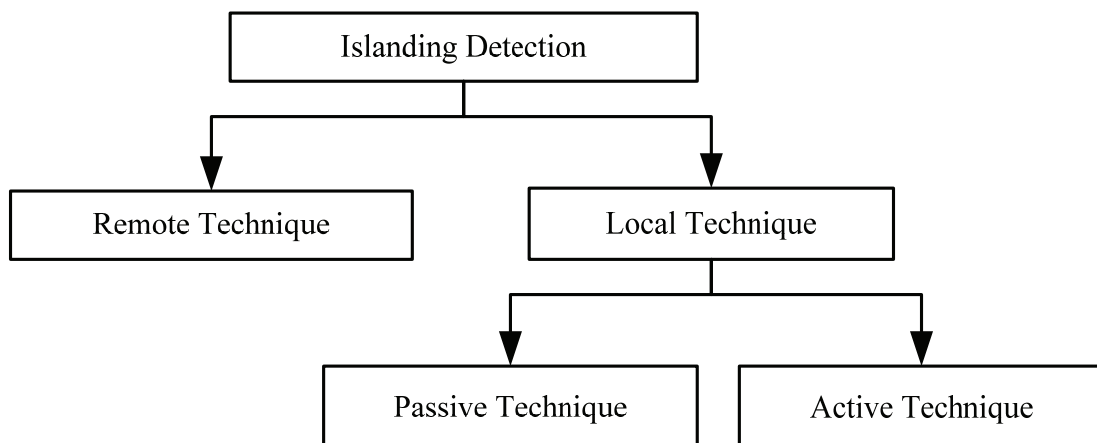 Islanding Detection
Remote Technique
Local Technique
Passive Technique
Active Technique